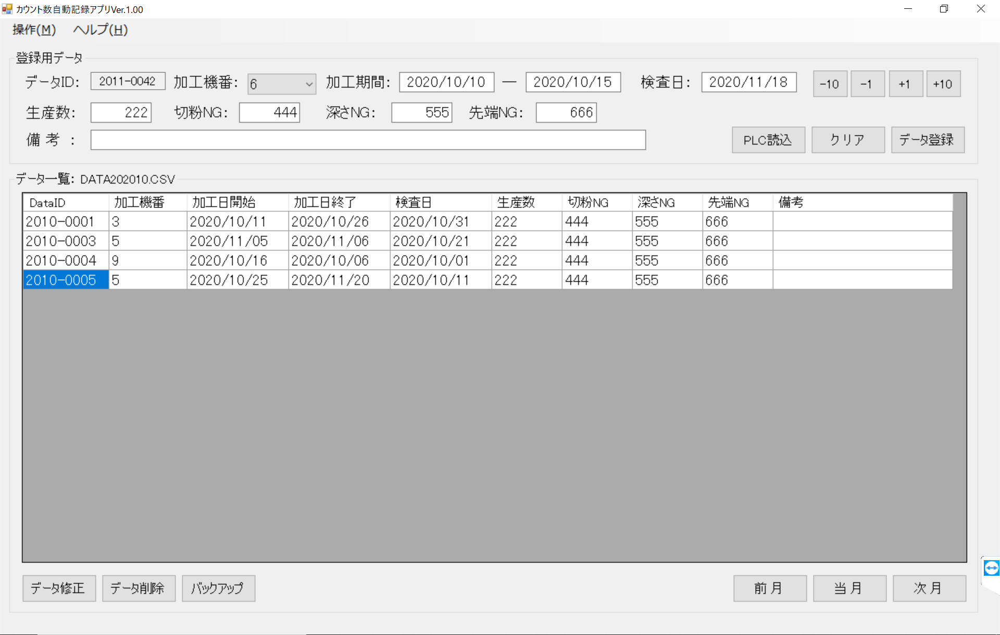 カウント数自動記録アプリVer.1.00
操作(M) ヘルプ(H)
登録用データ
データID: 2011-0042 加工機番: 6 加工期間: 2020/10/10 — 2020/10/15 検査日: 2020/11/18 -10 -1 +1 +10
生産数: 222 切粉NG: 444 深さNG: 555 先端NG: 666
備 考 : PLC読込 クリア データ登録
データ一覧: DATA202010.CSV
DataID 加工機番 加工日開始 加工日終了 検査日 生産数 切粉NG 深さNG 先端NG 備考
2010-0001 3 2020/10/11 2020/10/26 2020/10/31 222 444 555 666
2010-0003 5 2020/11/05 2020/11/06 2020/10/21 222 444 555 666
2010-0004 9 2020/10/16 2020/10/06 2020/10/01 222 444 555 666
2010-0005 5 2020/10/25 2020/11/20 2020/10/11 222 444 555 666
データ修正 データ削除 バックアップ 前 月 当 月 次 月